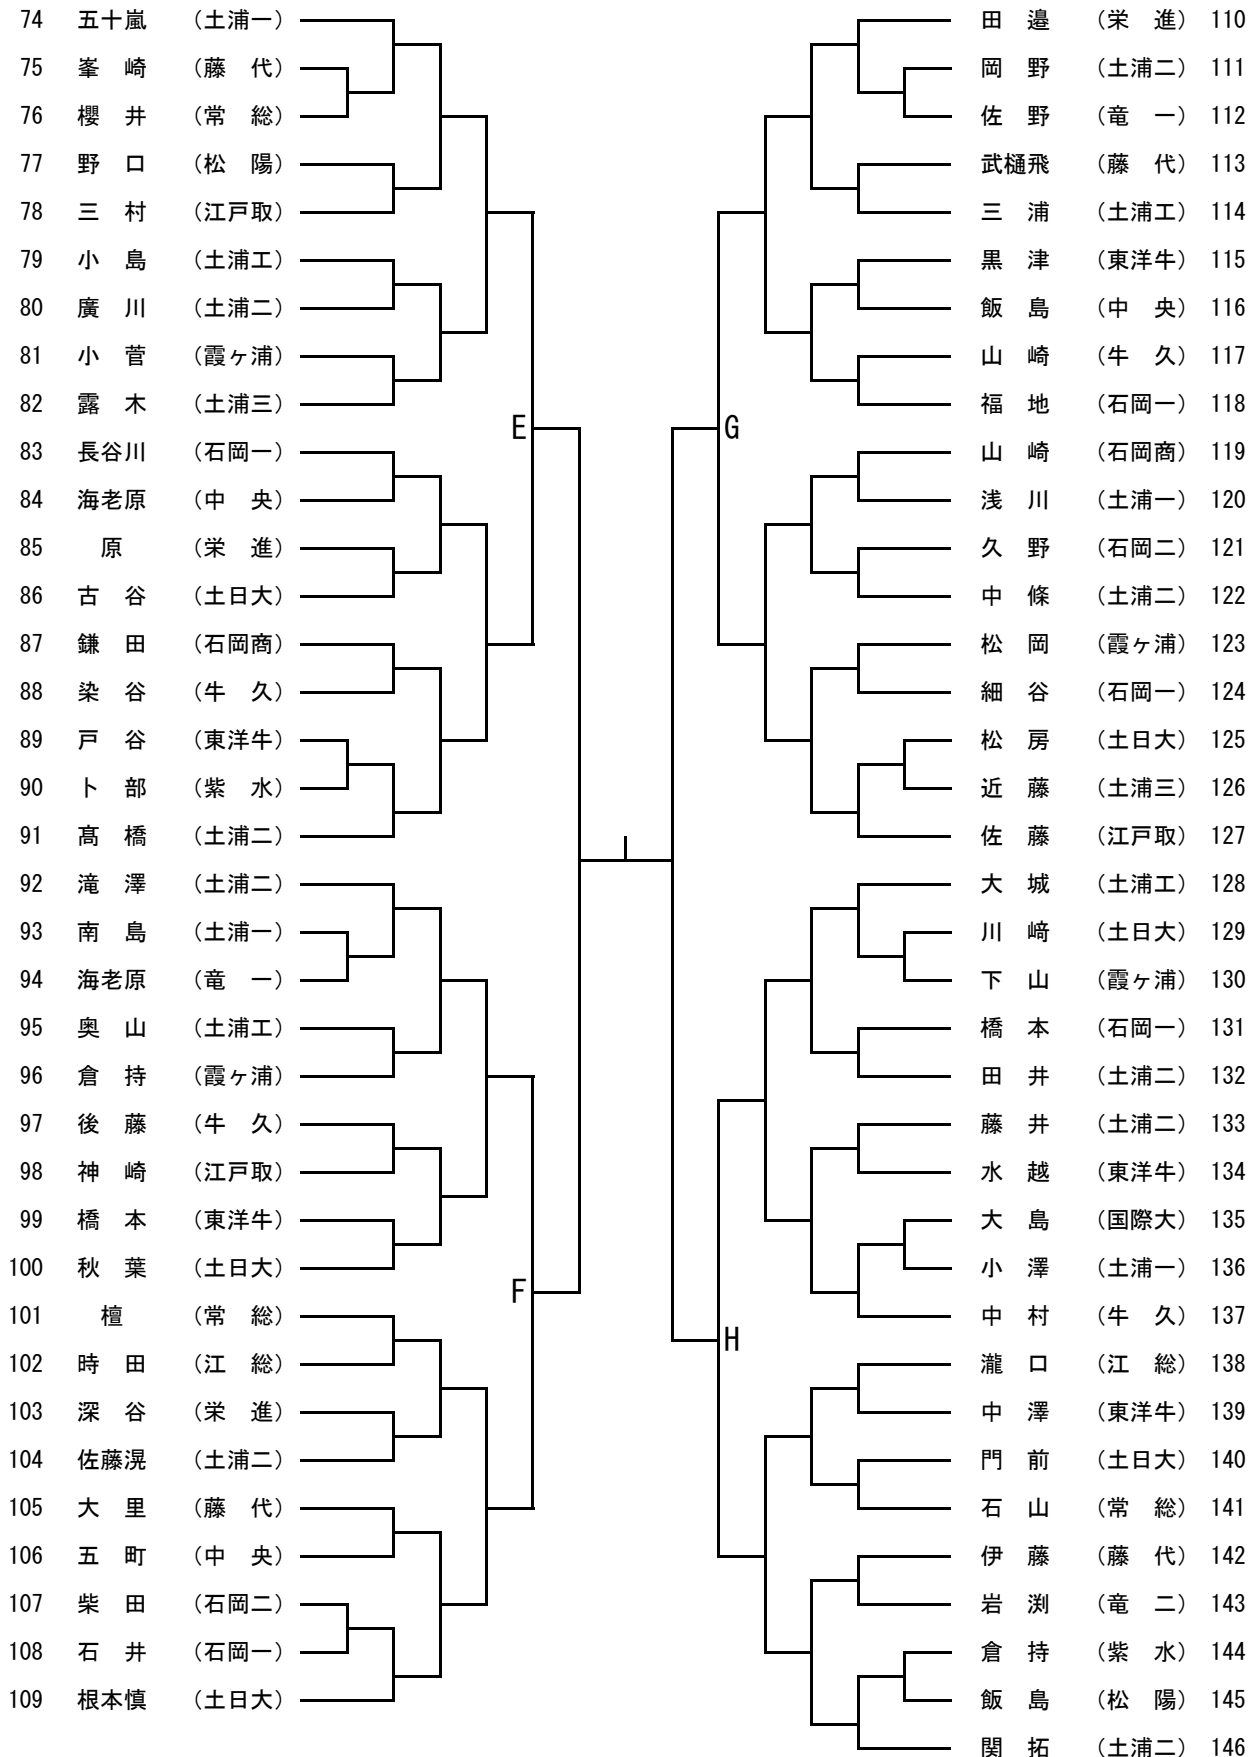 74 五十嵐 （土浦一）
75 峯 崎 （藤 代）
76 櫻 井 （常 総）
77 野 口 （松 陽）
78 三 村 （江戸取）
79 小 島 （土浦工）
80 廣 川 （土浦二）
81 小 菅 （霞ヶ浦）
82 露 木 （土浦三）
E
83 長谷川 （石岡一）
84 海老原 （中 央）
85 原 （栄 進）
86 古 谷 （土日大）
87 鎌 田 （石岡商）
88 染 谷 （牛 久）
89 戸 谷 （東洋牛）
90 卜 部 （紫 水）
91 髙 橋 （土浦二）
92 滝 澤 （土浦二）
93 南 島 （土浦一）
94 海老原 （竜 一）
95 奥 山 （土浦工）
96 倉 持 （霞ヶ浦）
97 後 藤 （牛 久）
98 神 崎 （江戸取）
99 橋 本 （東洋牛）
100 秋 葉 （土日大）
F
101 檀 （常 総）
102 時 田 （江 総）
103 深 谷 （栄 進）
104 佐藤滉 （土浦二）
105 大 里 （藤 代）
106 五 町 （中 央）
107 柴 田 （石岡二）
108 石 井 （石岡一）
109 根本慎 （土日大）
田 邉 （栄 進） 110
岡 野 （土浦二） 111
佐 野 （竜 一） 112
武樋飛 （藤 代） 113
三 浦 （土浦工） 114
黒 津 （東洋牛） 115
飯 島 （中 央） 116
山 崎 （牛 久） 117
福 地 （石岡一） 118
G
山 崎 （石岡商） 119
浅 川 （土浦一） 120
久 野 （石岡二） 121
中 條 （土浦二） 122
松 岡 （霞ヶ浦） 123
細 谷 （石岡一） 124
松 房 （土日大） 125
近 藤 （土浦三） 126
佐 藤 （江戸取） 127
大 城 （土浦工） 128
川 﨑 （土日大） 129
下 山 （霞ヶ浦） 130
橋 本 （石岡一） 131
田 井 （土浦二） 132
藤 井 （土浦二） 133
水 越 （東洋牛） 134
大 島 （国際大） 135
小 澤 （土浦一） 136
中 村 （牛 久） 137
H
瀧 口 （江 総） 138
中 澤 （東洋牛） 139
門 前 （土日大） 140
石 山 （常 総） 141
伊 藤 （藤 代） 142
岩 渕 （竜 二） 143
倉 持 （紫 水） 144
飯 島 （松 陽） 145
関 拓 （土浦二） 146